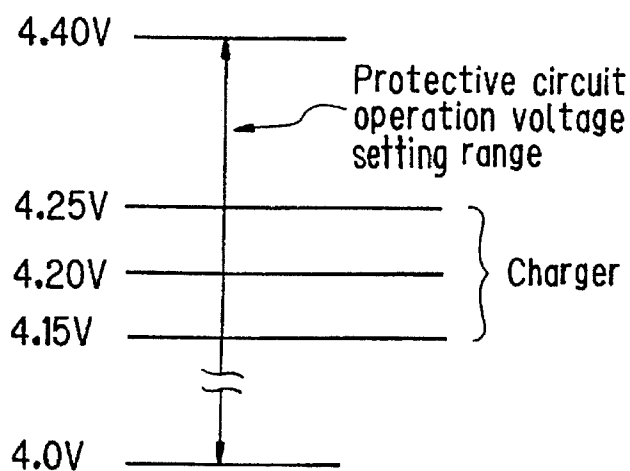 4.40V
Protective circuit
operation voltage
setting range
4.25V
4.20V
Charger
4.15V
4.0V